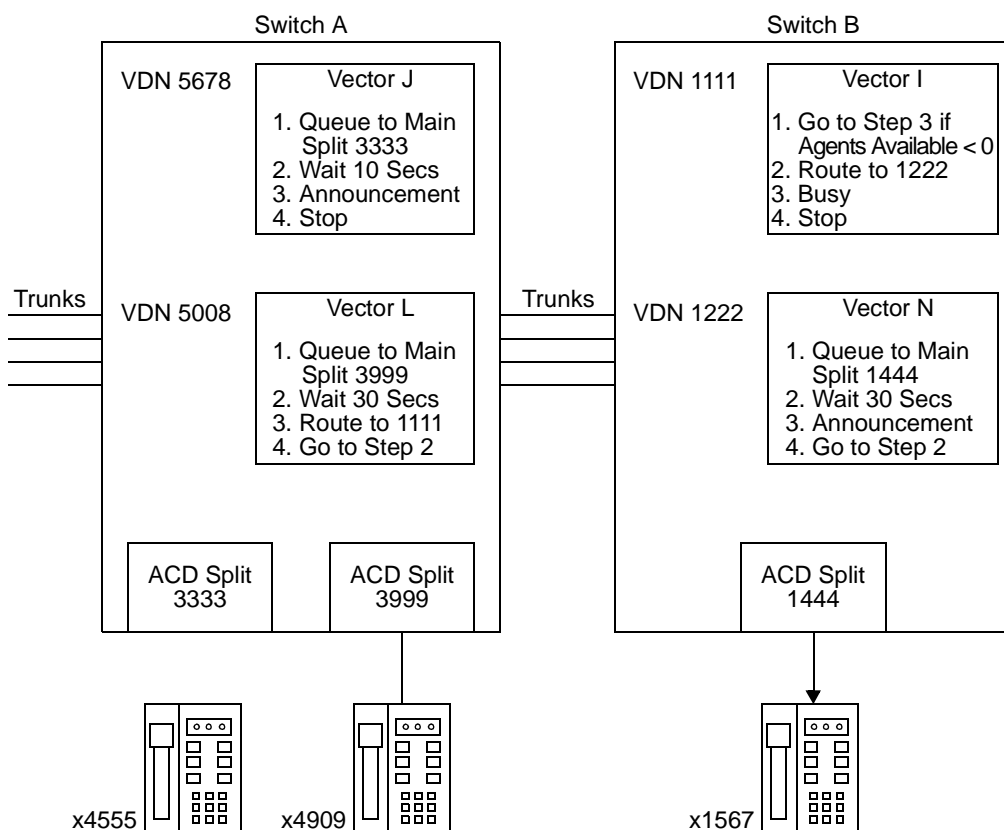 Switch A
Switch B
VDN 5678
Vector J
1. Queue to Main
Split 3333
2. Wait 10 Secs
3. Announcement
4. Stop
VDN 1111
Vector I
1. Go to Step 3 if
Agents Available < 0
2. Route to 1222
3. Busy
4. Stop
Trunks
VDN 5008
Vector L
1. Queue to Main
Split 3999
2. Wait 30 Secs
3. Route to 1111
4. Go to Step 2
Trunks
VDN 1222
Vector N
1. Queue to Main
Split 1444
2. Wait 30 Secs
3. Announcement
4. Go to Step 2
ACD Split
3333
ACD Split
3999
ACD Split
1444
x4555
x4909
x1567